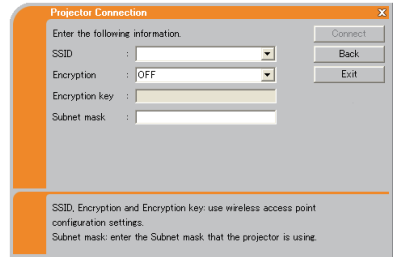 Projector Connection X
Enter the following information.
Connect
SSID :
Back
Encryption : OFF
Exit
Encryption key :
Subnet mask :
SSID, Encryption and Encryption key: use wireless access point
configuration settings.
Subnet mask: enter the Subnet mask that the projector is using.